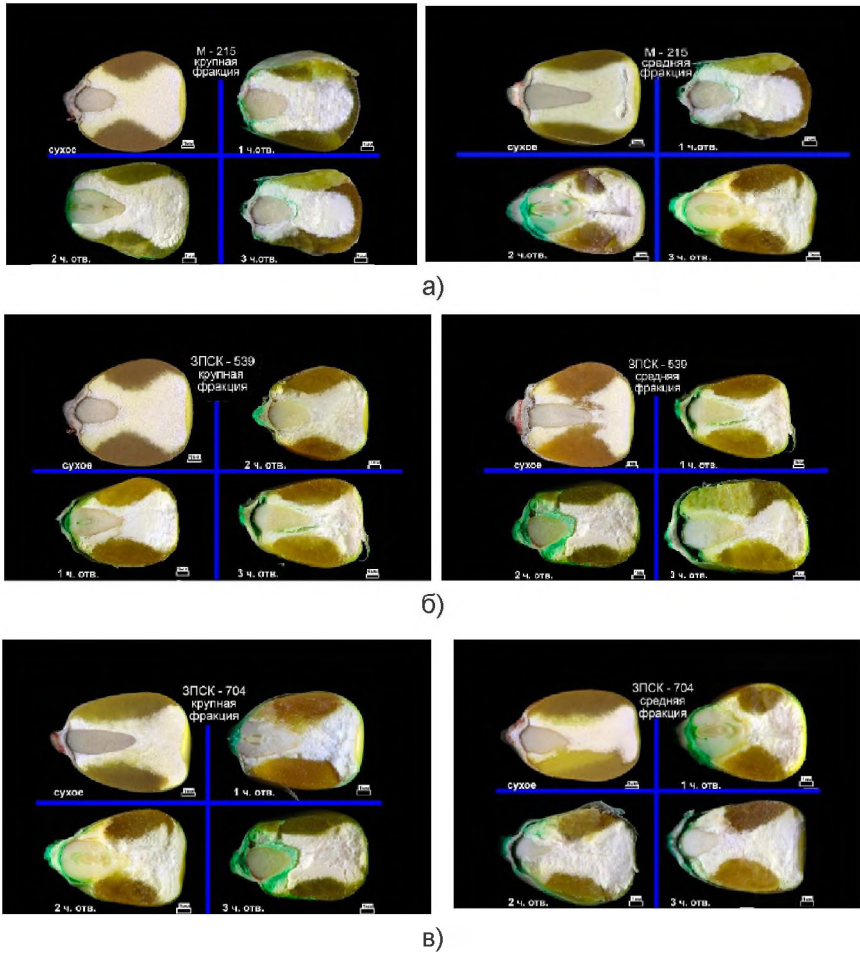 М - 215
крупная
фракция
сухое
1 ч.отв.
2 ч. отв.
3 ч.отв.
М - 215
средняя
фракция
сухое
1 ч.отв.
2 ч. отв.
3 ч. отв.
а)
ЗПСК - 539
крупная
фракция
сухое
2 ч. отв.
1 ч. отв.
3 ч. отв.
ЗПСК - 539
средняя
фракция
сухое
1 ч. отв.
2 ч. отв.
3 ч. отв.
б)
ЗПСК - 704
крупная
фракция
сухое
1 ч. отв.
2 ч. отв.
3 ч. отв.
ЗПСК - 704
средняя
фракция
сухое
1 ч. отв.
2 ч. отв.
3 ч. отв.
в)